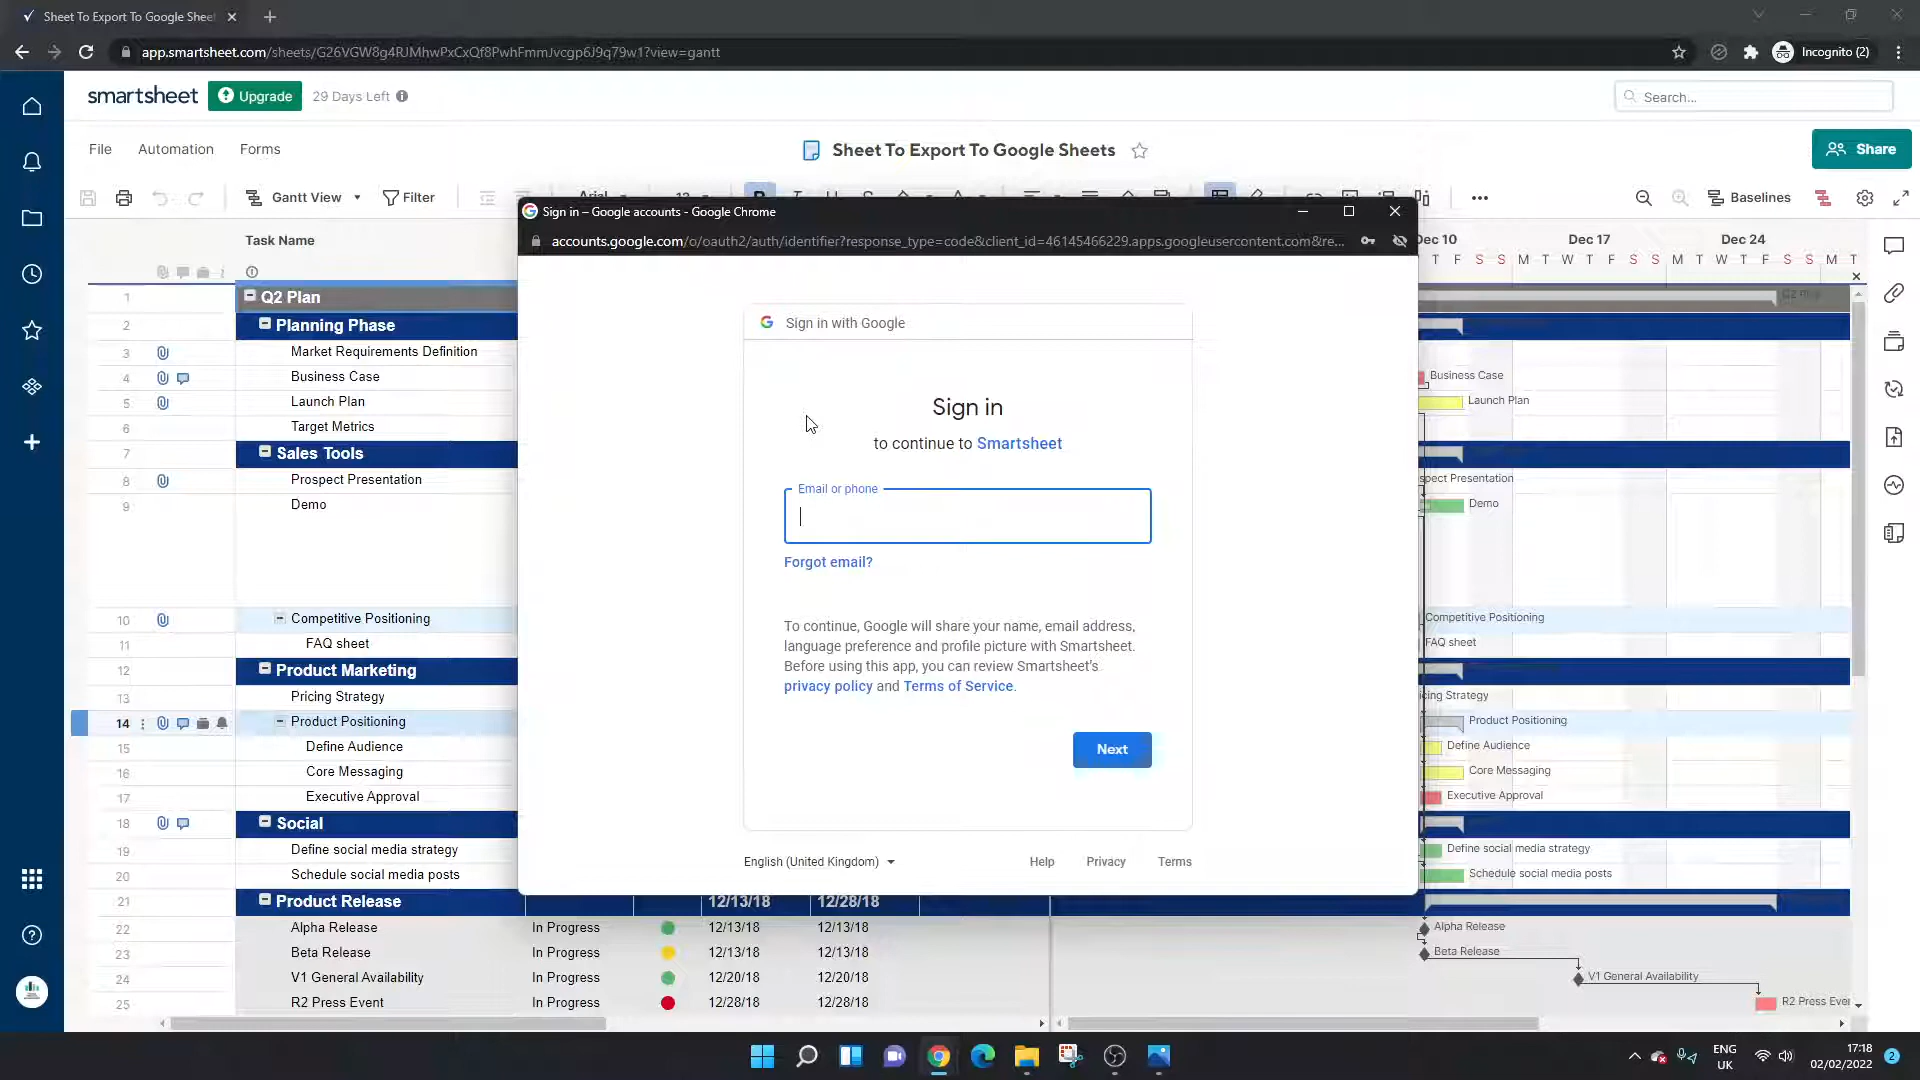 Sheet To Export To Google Shee
app.smartsheet.com/sheets/G26VGW8g4RJMhwPxCxQf8PwhFmmJvcgp6J9q79w1?view=gantt
Incognito (2)
smartsheet
Upgrade
29 Days Left
Search...
File
Automation
Forms
Sheet To Export To Google Sheets
Share
Gantt View
Filter
Baselines
Sign in – Google accounts - Google Chrome
accounts.google.com/o/oauth2/auth/identifier?response_type=code&client_id=46145466229.apps.googleusercontent.com&re...
Task Name
Dec 10
Dec 17
Dec 24
T F S S M T W T F S S M T W T F S S M T
1 Q2 Plan
2 Planning Phase
3 Market Requirements Definition
4 Business Case
5 Launch Plan
6 Target Metrics
7 Sales Tools
8 Prospect Presentation
9 Demo
10 Competitive Positioning
11 FAQ sheet
12 Product Marketing
13 Pricing Strategy
14 Product Positioning
15 Define Audience
16 Core Messaging
17 Executive Approval
18 Social
19 Define social media strategy
20 Schedule social media posts
21 Product Release 12/13/18 12/28/18
22 Alpha Release In Progress 12/13/18 12/13/18
23 Beta Release In Progress 12/13/18 12/13/18
24 V1 General Availability In Progress 12/20/18 12/20/18
25 R2 Press Event In Progress 12/28/18 12/28/18
Sign in with Google
Sign in
to continue to Smartsheet
Email or phone
Forgot email?
To continue, Google will share your name, email address,
language preference and profile picture with Smartsheet.
Before using this app, you can review Smartsheet's
privacy policy and Terms of Service.
Next
English (United Kingdom)
Help
Privacy
Terms
Business Case
Launch Plan
spect Presentation
Demo
Competitive Positioning
FAQ sheet
icing Strategy
Product Positioning
Define Audience
Core Messaging
Executive Approval
Define social media strategy
Schedule social media posts
Alpha Release
Beta Release
V1 General Availability
R2 Press Ever
ENG
UK
17:18
02/02/2022
2